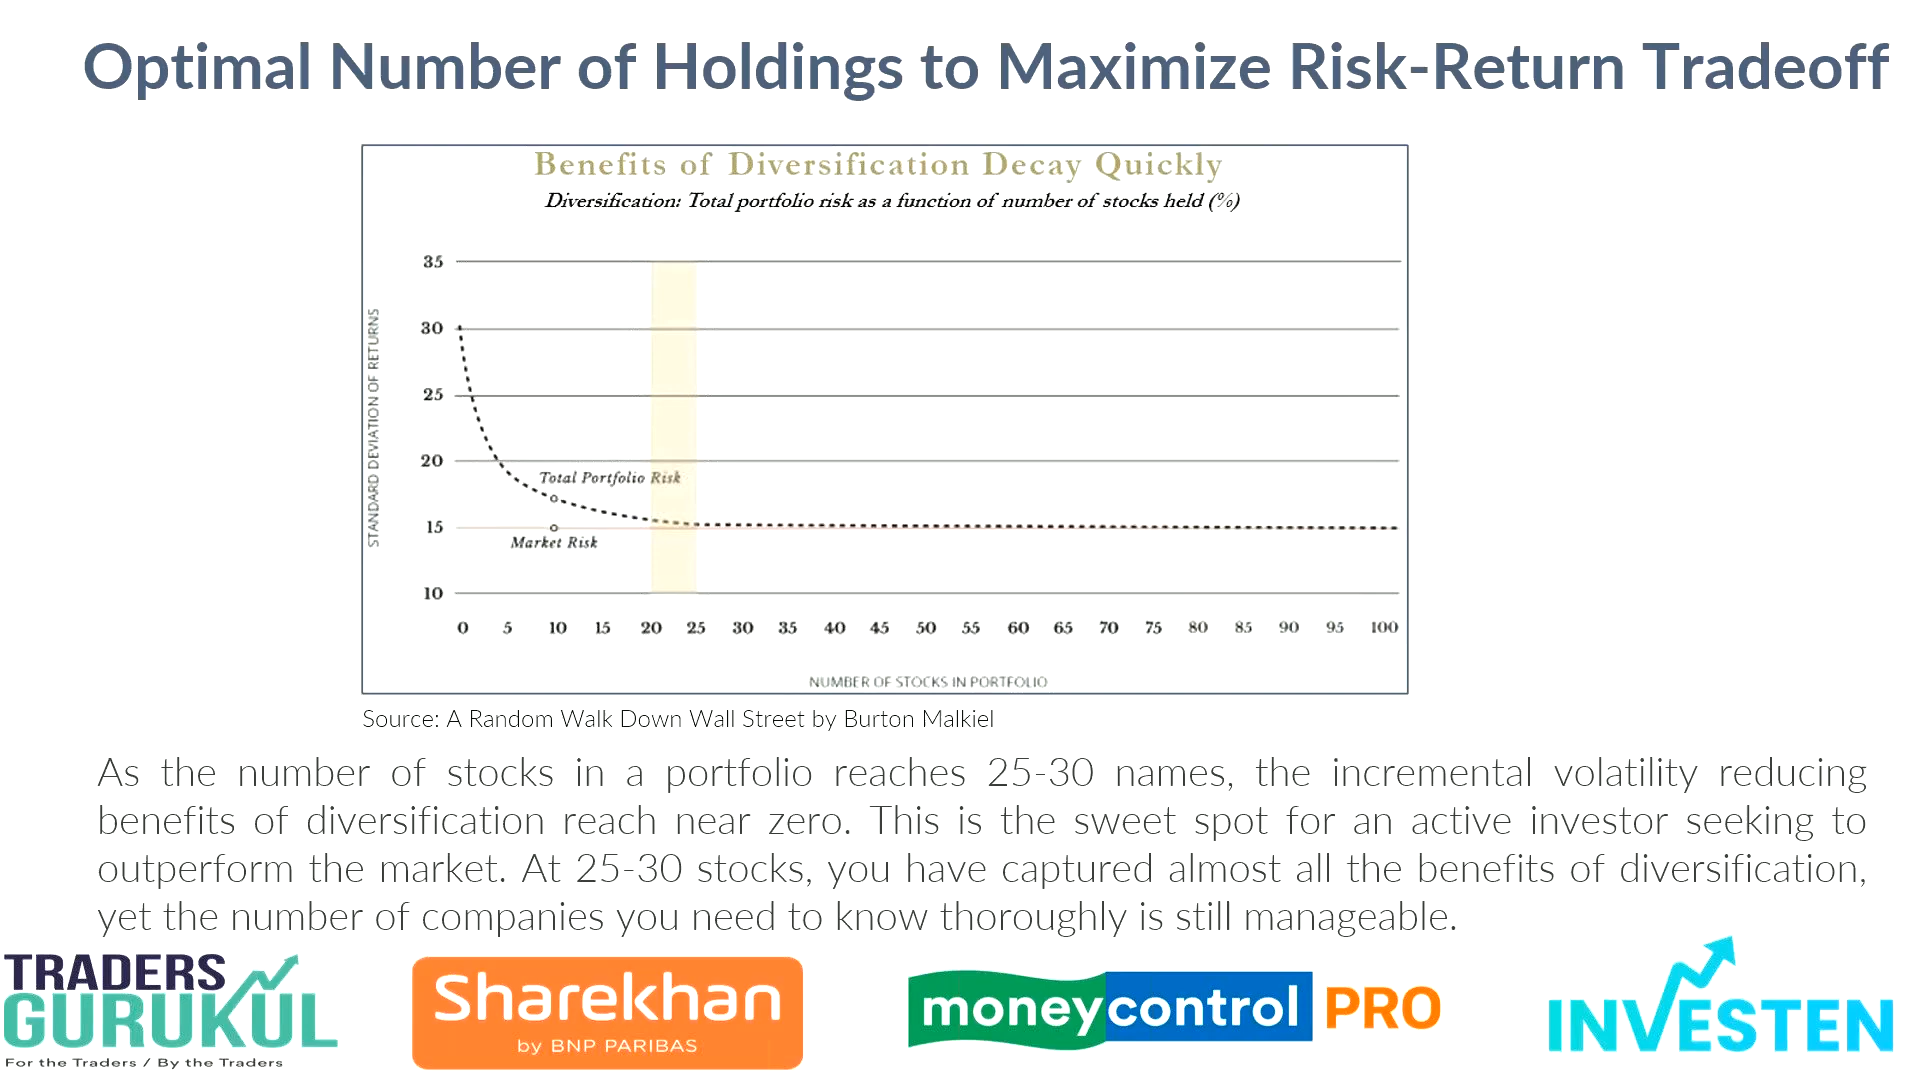 Optimal Number of Holdings to Maximize Risk-Return Tradeoff
Benefits of Diversification Decay Quickly
Diversification: Total portfolio risk as a function of number of stocks held (%)
STANDARD DEVIATION OF RETURNS
35
30
25
20
15
10
Total Portfolio Risk
Market Risk
0 5 10 15 20 25 30 35 40 45 50 55 60 65 70 75 80 85 90 95 100
NUMBER OF STOCKS IN PORTFOLIO
Source: A Random Walk Down Wall Street by Burton Malkiel
As the number of stocks in a portfolio reaches 25-30 names, the incremental volatility reducing
benefits of diversification reach near zero. This is the sweet spot for an active investor seeking to
outperform the market. At 25-30 stocks, you have captured almost all the benefits of diversification,
yet the number of companies you need to know thoroughly is still manageable.
TRADERS
GURUKUL
For the Traders / By the Traders
Sharekhan
by BNP PARIBAS
moneycontrol PRO
INVESTEN